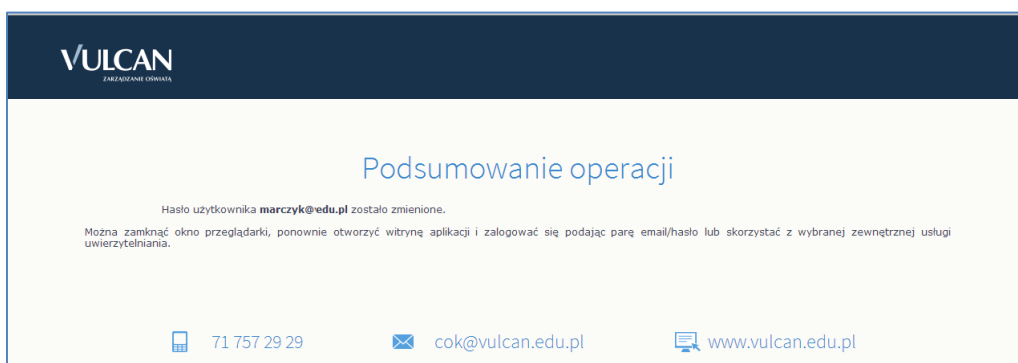 VULCAN
ZARZĄDZANIE OŚWIATĄ
Podsumowanie operacji
Hasło użytkownika marczyk@vedu.pl zostało zmienione.
Można zamknąć okno przeglądarki, ponownie otworzyć witrynę aplikacji i zalogować się podając parę email/hasło lub skorzystać z wybranej zewnętrznej usługi
uwierzytelniania.
71 757 29 29 cok@vulcan.edu.pl www.vulcan.edu.pl